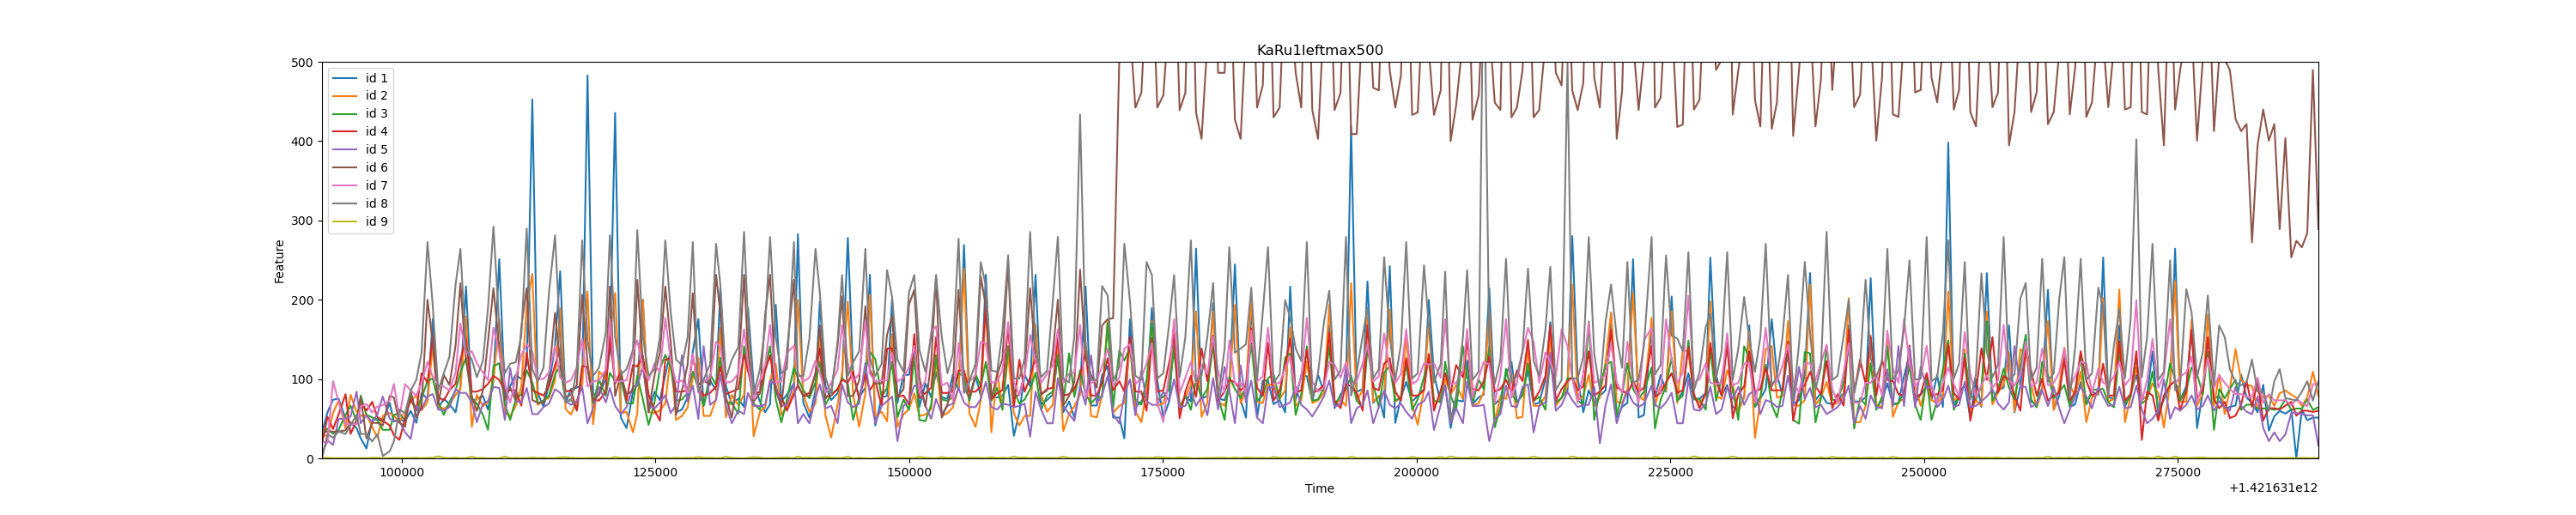 KaRu1leftmax500
500
400
300
200
100
0
Feature
id 1
id 2
id 3
id 4
id 5
id 6
id 7
id 8
id 9
100000 125000 150000 175000 200000 225000 250000 275000
Time
+1.421631e12